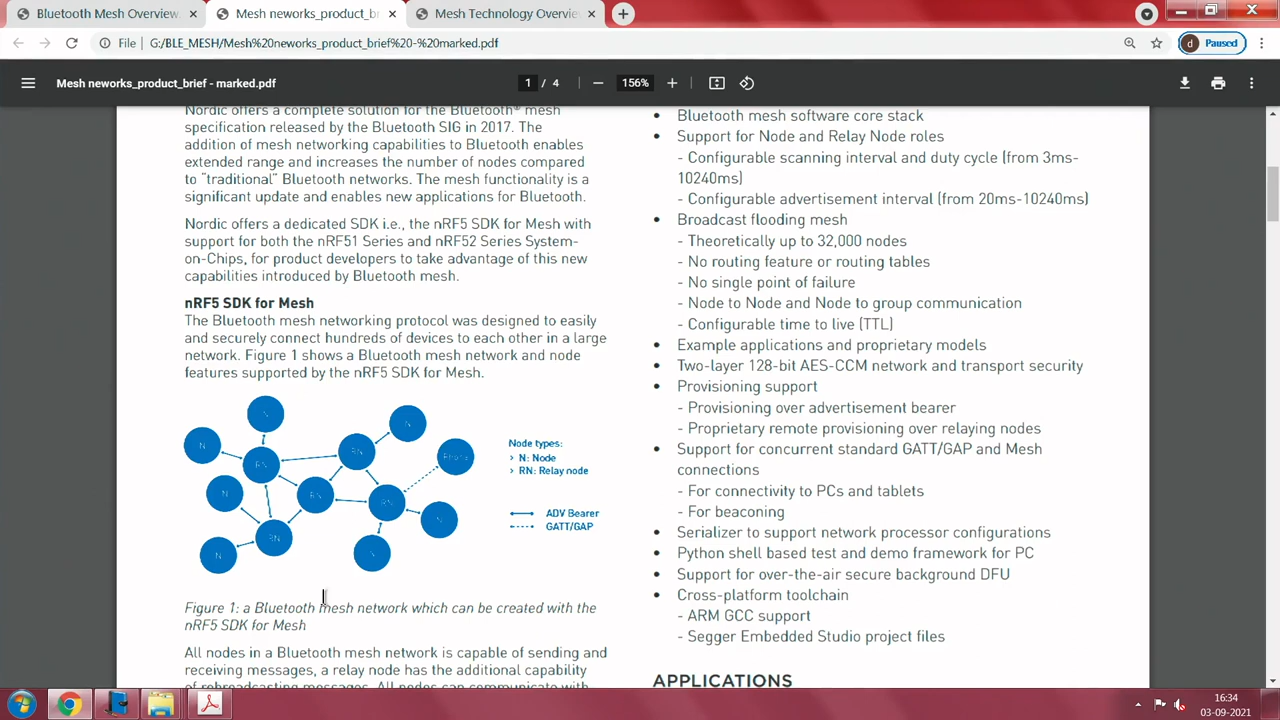 Bluetooth Mesh Overview
Mesh neworks_product_b
Mesh Technology Overview
File
G:/BLE_MESH/Mesh%20neworks_product_brief%20-%20marked.pdf
d
Paused
Mesh neworks_product_brief - marked.pdf
1 / 4
156%
Nordic offers a complete solution for the Bluetooth® mesh
specification released by the Bluetooth SIG in 2017. The
addition of mesh networking capabilities to Bluetooth enables
extended range and increases the number of nodes compared
to "traditional" Bluetooth networks. The mesh functionality is a
significant update and enables new applications for Bluetooth.
Nordic offers a dedicated SDK i.e., the nRF5 SDK for Mesh with
support for both the nRF51 Series and nRF52 Series System-
on-Chips, for product developers to take advantage of this new
capabilities introduced by Bluetooth mesh.
nRF5 SDK for Mesh
The Bluetooth mesh networking protocol was designed to easily
and securely connect hundreds of devices to each other in a large
network. Figure 1 shows a Bluetooth mesh network and node
features supported by the nRF5 SDK for Mesh.
N
N
N
RN
RN
Phone
N
RN
RN
N
RN
N
N
Node types:
> N: Node
> RN: Relay node
ADV Bearer
GATT/GAP
Figure 1: a Bluetooth mesh network which can be created with the
nRF5 SDK for Mesh
All nodes in a Bluetooth mesh network is capable of sending and
receiving messages, a relay node has the additional capability
of rebroadcasting messages. All nodes can communicate with
• Bluetooth mesh software core stack
• Support for Node and Relay Node roles
- Configurable scanning interval and duty cycle (from 3ms-
10240ms)
- Configurable advertisement interval (from 20ms-10240ms)
• Broadcast flooding mesh
- Theoretically up to 32,000 nodes
- No routing feature or routing tables
- No single point of failure
- Node to Node and Node to group communication
- Configurable time to live (TTL)
• Example applications and proprietary models
• Two-layer 128-bit AES-CCM network and transport security
• Provisioning support
- Provisioning over advertisement bearer
- Proprietary remote provisioning over relaying nodes
• Support for concurrent standard GATT/GAP and Mesh
connections
- For connectivity to PCs and tablets
- For beaconing
• Serializer to support network processor configurations
• Python shell based test and demo framework for PC
• Support for over-the-air secure background DFU
• Cross-platform toolchain
- ARM GCC support
- Segger Embedded Studio project files
APPLICATIONS
16:34
03-09-2021